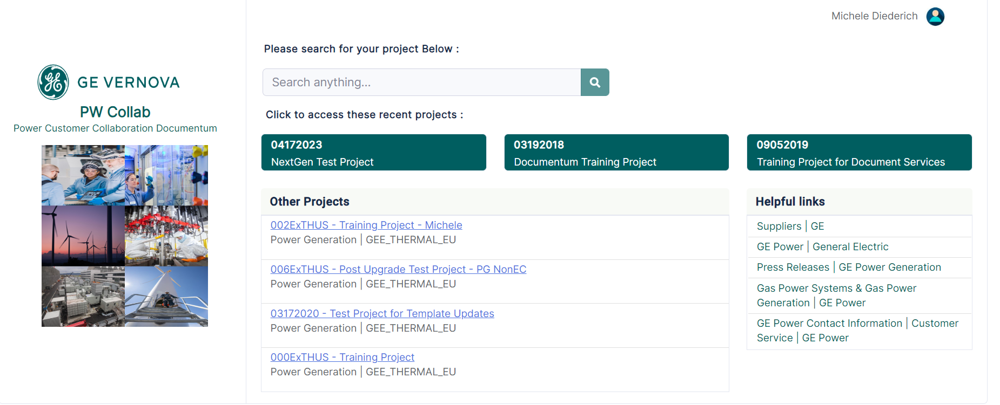 Michele Diederich
GE VERNOVA
PW Collab
Power Customer Collaboration Documentum
Please search for your project Below :
Search anything...
Click to access these recent projects :
04172023
NextGen Test Project
03192018
Documentum Training Project
09052019
Training Project for Document Services
Other Projects
002ExTHUS - Training Project - Michele
Power Generation | GEE_THERMAL_EU
006ExTHUS - Post Upgrade Test Project - PG NonEC
Power Generation | GEE_THERMAL_EU
03172020 - Test Project for Template Updates
Power Generation | GEE_THERMAL_EU
000ExTHUS - Training Project
Power Generation | GEE_THERMAL_EU
Helpful links
Suppliers | GE
GE Power | General Electric
Press Releases | GE Power Generation
Gas Power Systems & Gas Power
Generation | GE Power
GE Power Contact Information | Customer
Service | GE Power